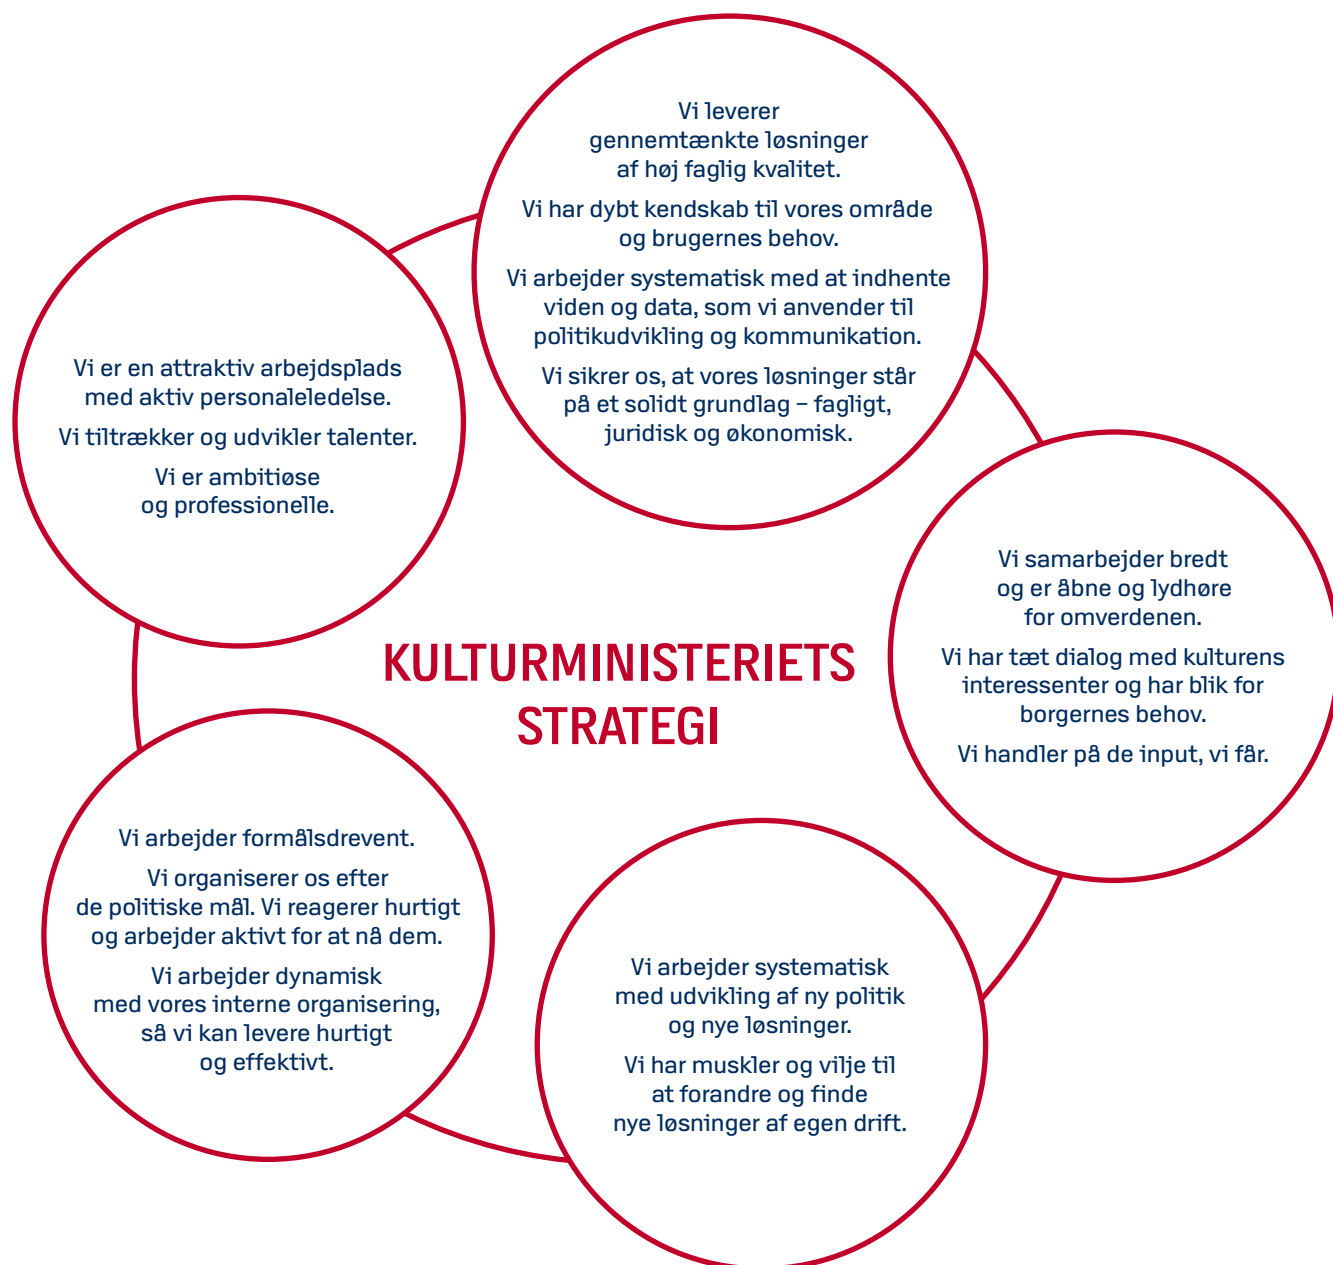 Vi leverer
gennemtænkte løsninger
af høj faglig kvalitet.
Vi har dybt kendskab til vores område
og brugernes behov.
Vi arbejder systematisk med at indhente
viden og data, som vi anvender til
politikudvikling og kommunikation.
Vi sikrer os, at vores løsninger står
på et solidt grundlag – fagligt,
juridisk og økonomisk.
Vi er en attraktiv arbejdsplads
med aktiv personaleledelse.
Vi tiltrækker og udvikler talenter.
Vi er ambitiøse
og professionelle.
Vi samarbejder bredt
og er åbne og lydhøre
for omverdenen.
Vi har tæt dialog med kulturens
interessenter og har blik for
borgernes behov.
Vi handler på de input, vi får.
KULTURMINISTERIETS
STRATEGI
Vi arbejder formålsdrevent.
Vi organiserer os efter
de politiske mål. Vi reagerer hurtigt
og arbejder aktivt for at nå dem.
Vi arbejder dynamisk
med vores interne organisering,
så vi kan levere hurtigt
og effektivt.
Vi arbejder systematisk
med udvikling af ny politik
og nye løsninger.
Vi har muskler og vilje til
at forandre og finde
nye løsninger af egen drift.